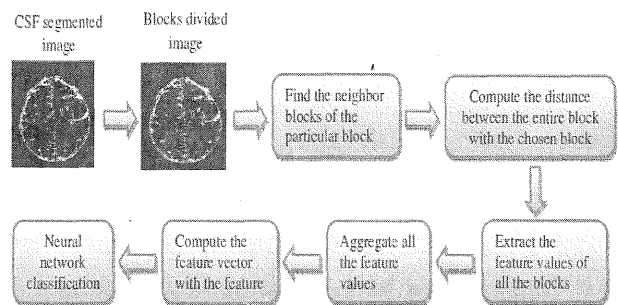 CSF segmented
image
Blocks divided
image
Find the neighbor
blocks of the
particular block
Compute the distance
between the entire block
with the chosen block
Extract the
feature values of
all the blocks
Aggregate all
the feature
values
Compute the
feature vector
with the feature
Neural
network
classification